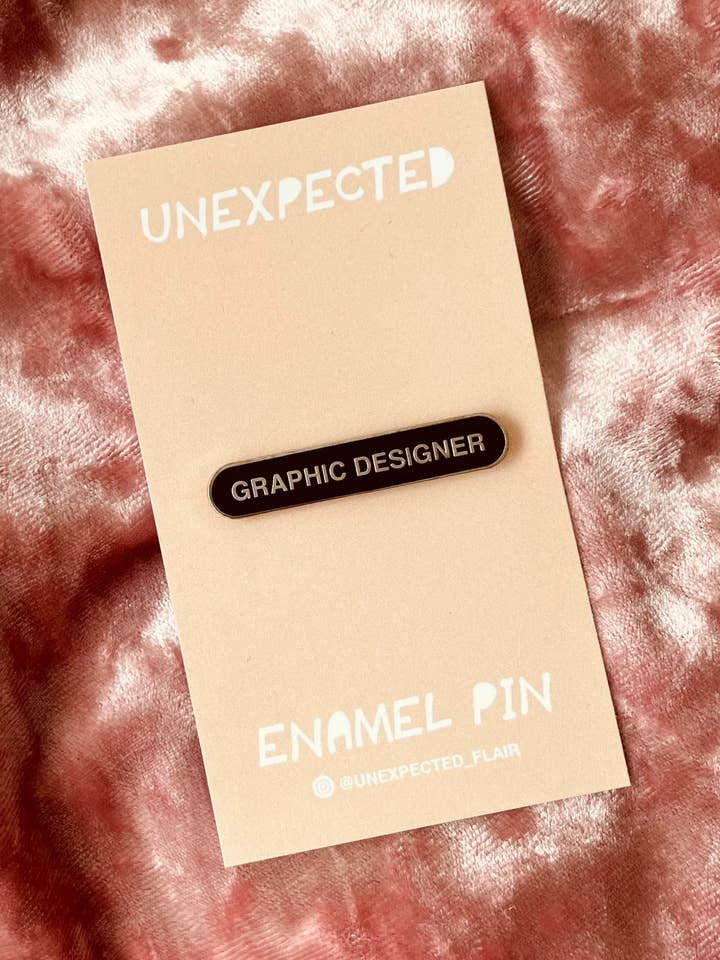 UNEXPECTED
GRAPHIC DESIGNER
ENAMEL PIN
@UNEXPECTED_FLAIR